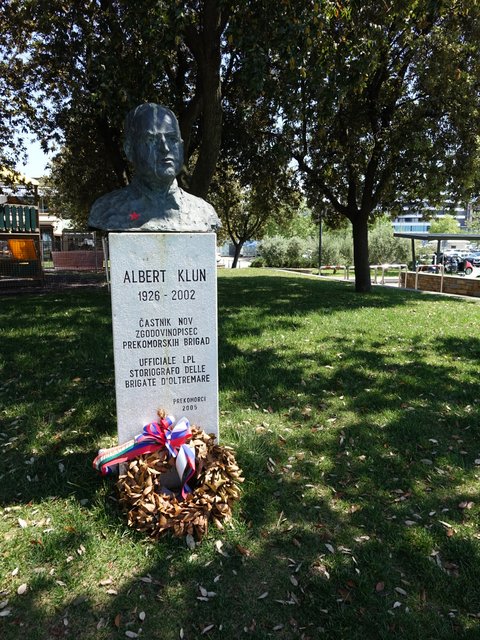 ALBERT KLUN
1926 - 2002
ČASTNIK NOV
ZGODOVINOPISEC
PREKOMORSKIH BRIGAD
UFFICIALE LPL
STORIOGRAFO DELLE
BRIGATE D'OLTREMARE
PREKOMORCI
2005